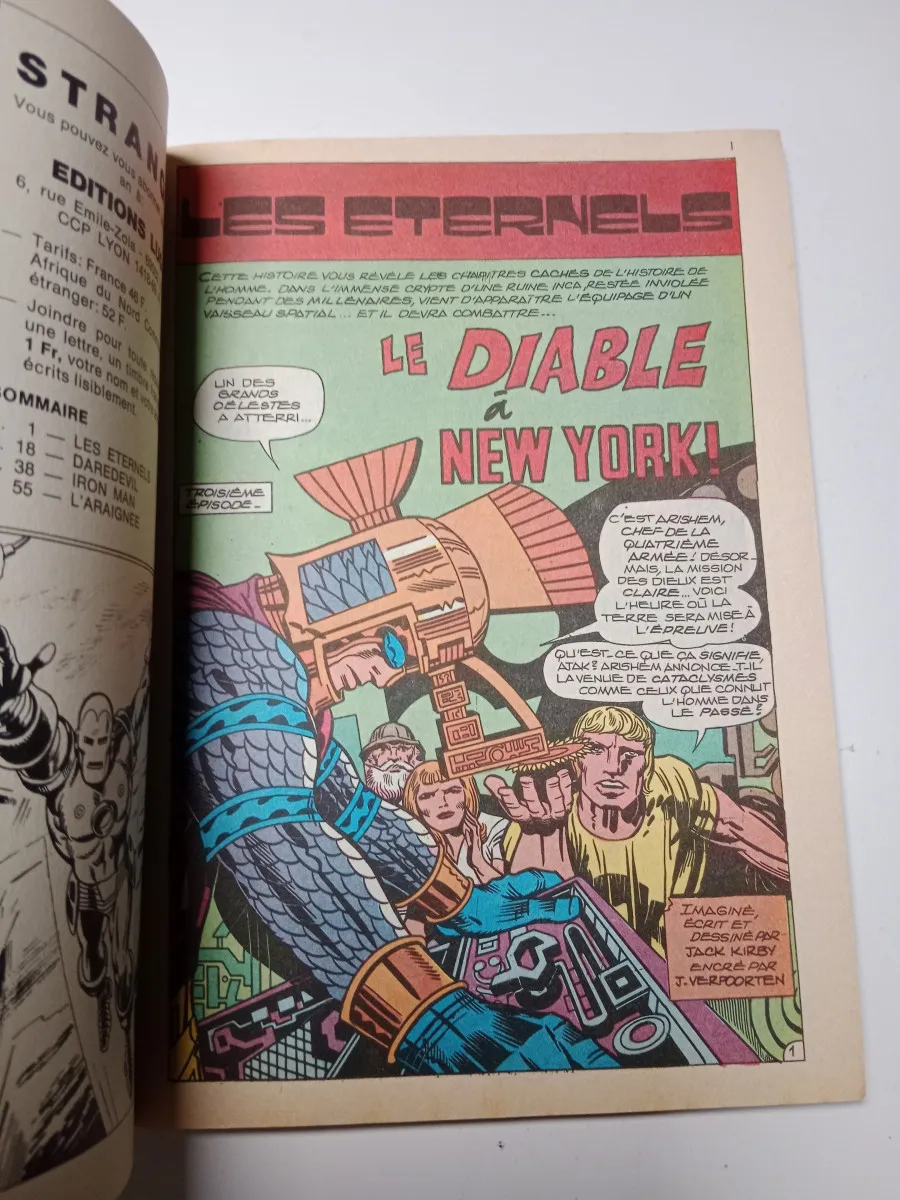 STRANG
Vous pouvez vous abonner
an à
EDITIONS LU
6, rue Emile-Zola
CCP LYON
Tarifs: France 46 F.
Afrique du Nord
étranger: 52 F.
Joindre pour toute
une lettre, un timbre
1 Fr, votre nom et
écrits lisiblement.
SOMMAIRE
1 — LES ETERNELS
18 — DAREDEVIL
38 — IRON MAN
55 — L'ARAIGNÉE
1
LES ETERNELS
CETTE HISTOIRE VOUS RÉVÈLE LES CHAPITRES CACHÉS DE L'HISTOIRE DE
L'HOMME. DANS L'IMMENSE CRYPTE D'UNE RUINE INCA, RESTÉE INVIOLÉE
PENDANT DES MILLÉNAIRES, VIENT D'APPARAÎTRE L'ÉQUIPAGE D'UN
VAISSEAU SPATIAL... ET IL DEVRA COMBATTRE...
LE DIABLE
à
NEW YORK!
UN DES
GRANDS
CÉLESTES
A ATTERRI...
TROISIÈME
ÉPISODE_
C'EST ARISHEM,
CHEF DE LA
QUATRIÈME
ARMÉE! DÉSOR_
MAIS, LA MISSION
DES DIEUX EST
CLAIRE... VOICI
L'HEURE OÙ LA
TERRE SERA MISE À
L'ÉPREUVE!
QU'EST-CE QUE ÇA SIGNIFIE,
AJAK? ARISHEM ANNONCE-T-IL
LA VENUE DE CATACLYSMES
COMME CEUX QUE CONNUT
L'HOMME DANS
LE PASSÉ?
IMAGINÉ,
ÉCRIT ET
DESSINÉ PAR
JACK KIRBY
ENCRÉ PAR
J. VERPOORTEN
1